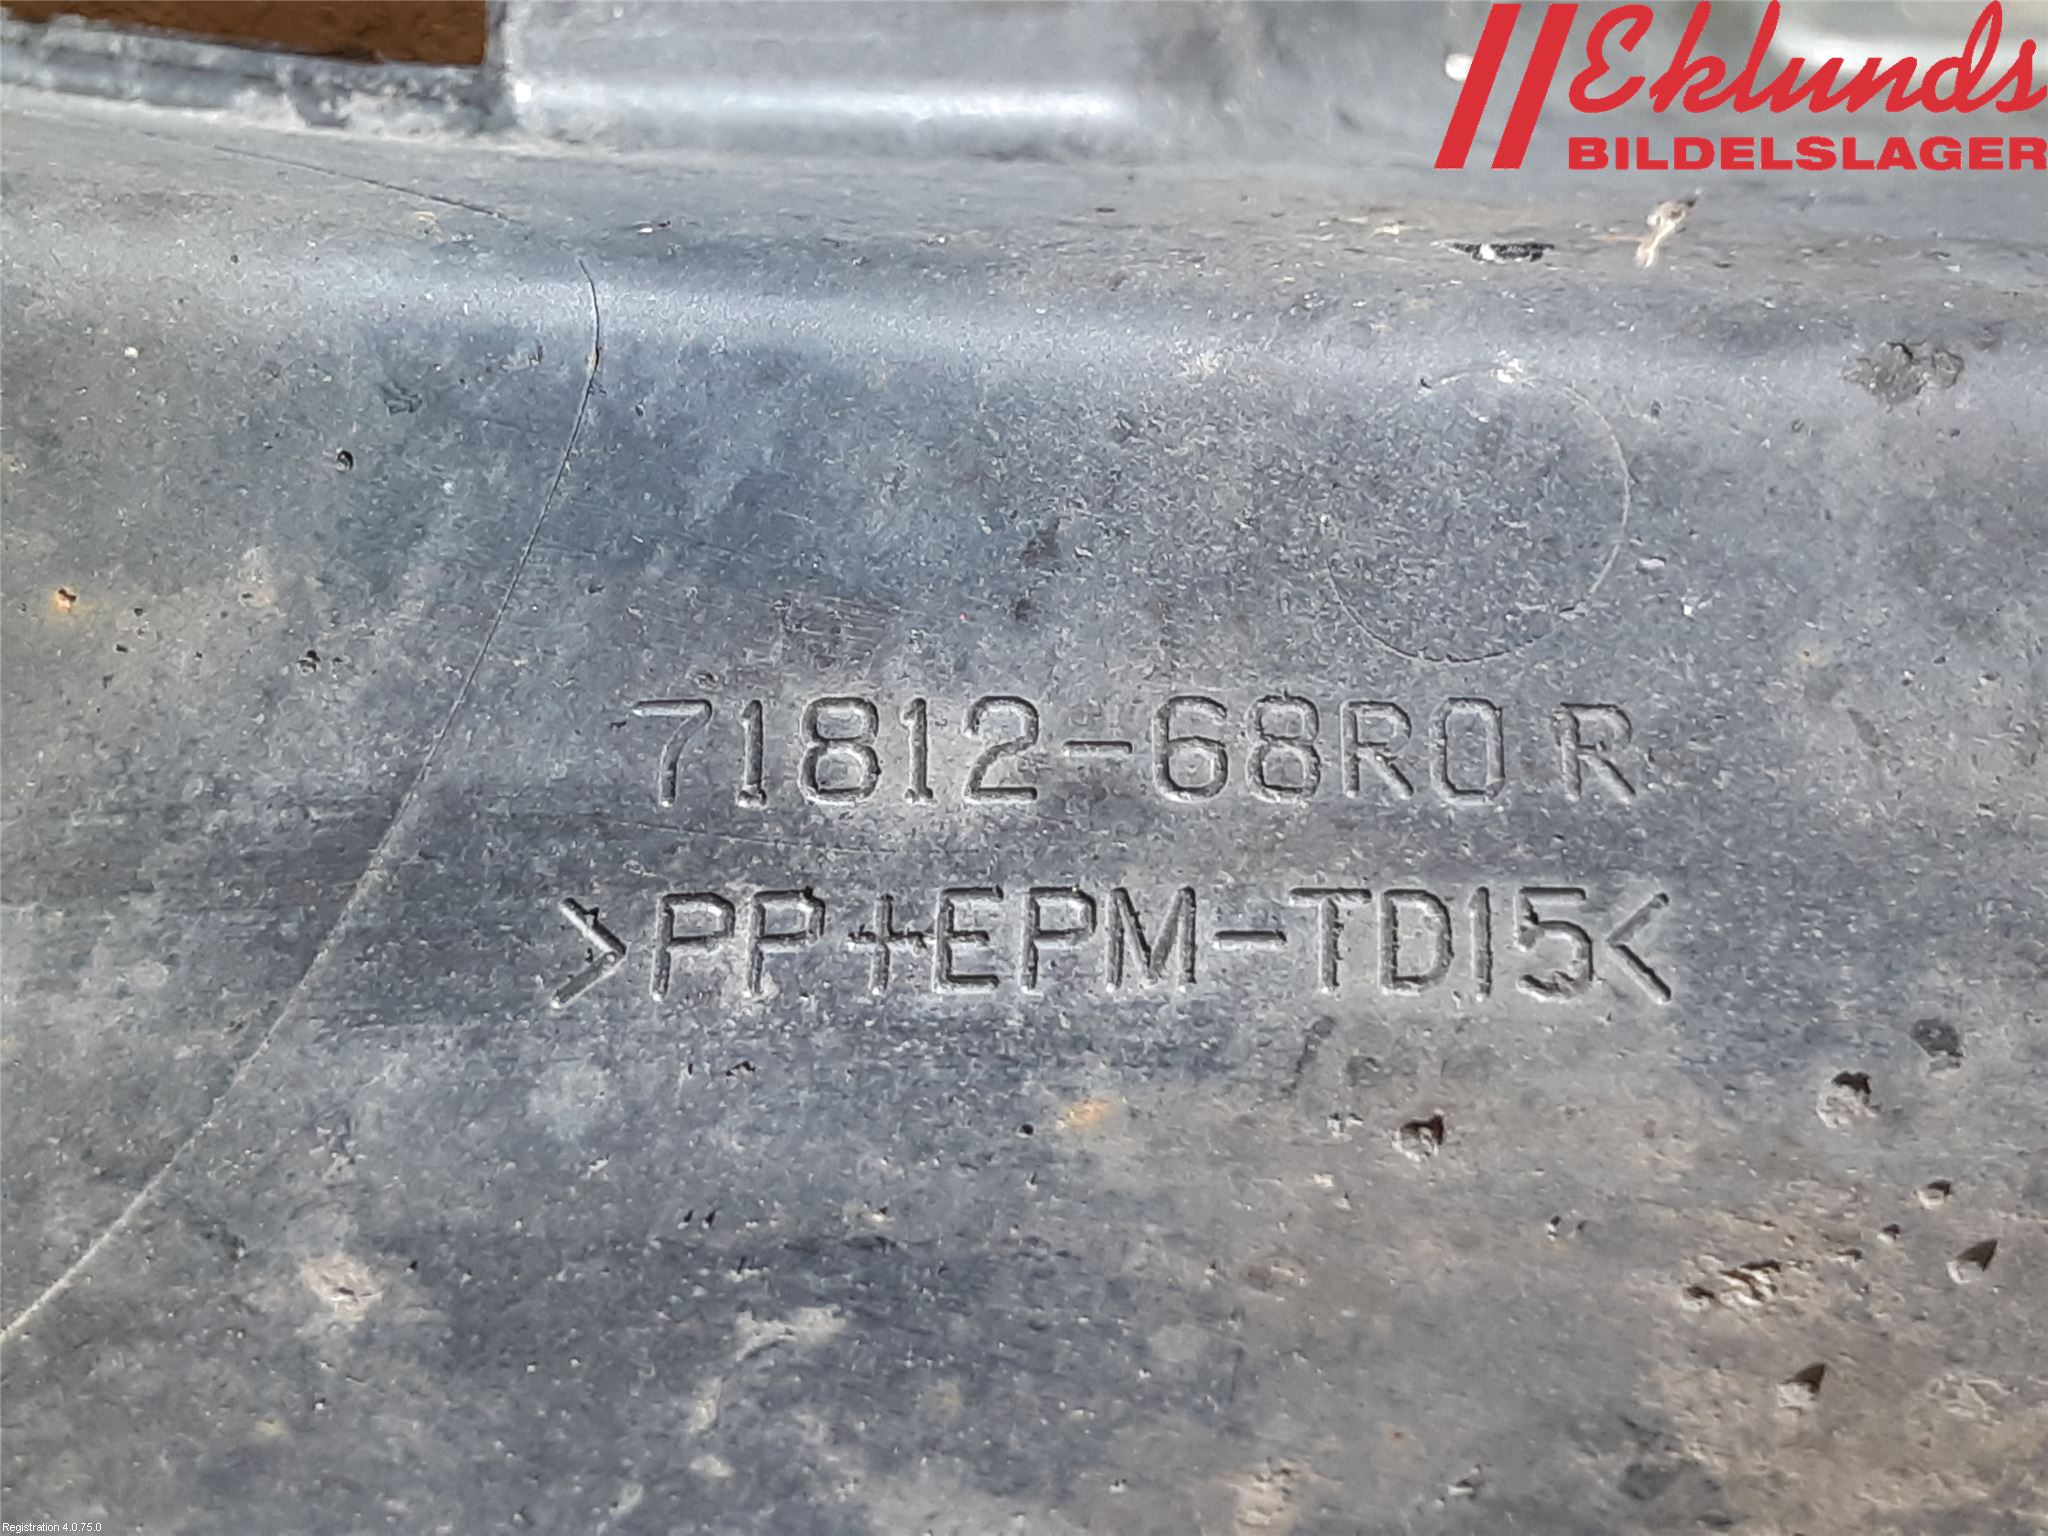 Eklunds
BILDELSLAGER
71812-68R0 R
>PP+EPM-TD15<
Registration 4.0.75.0